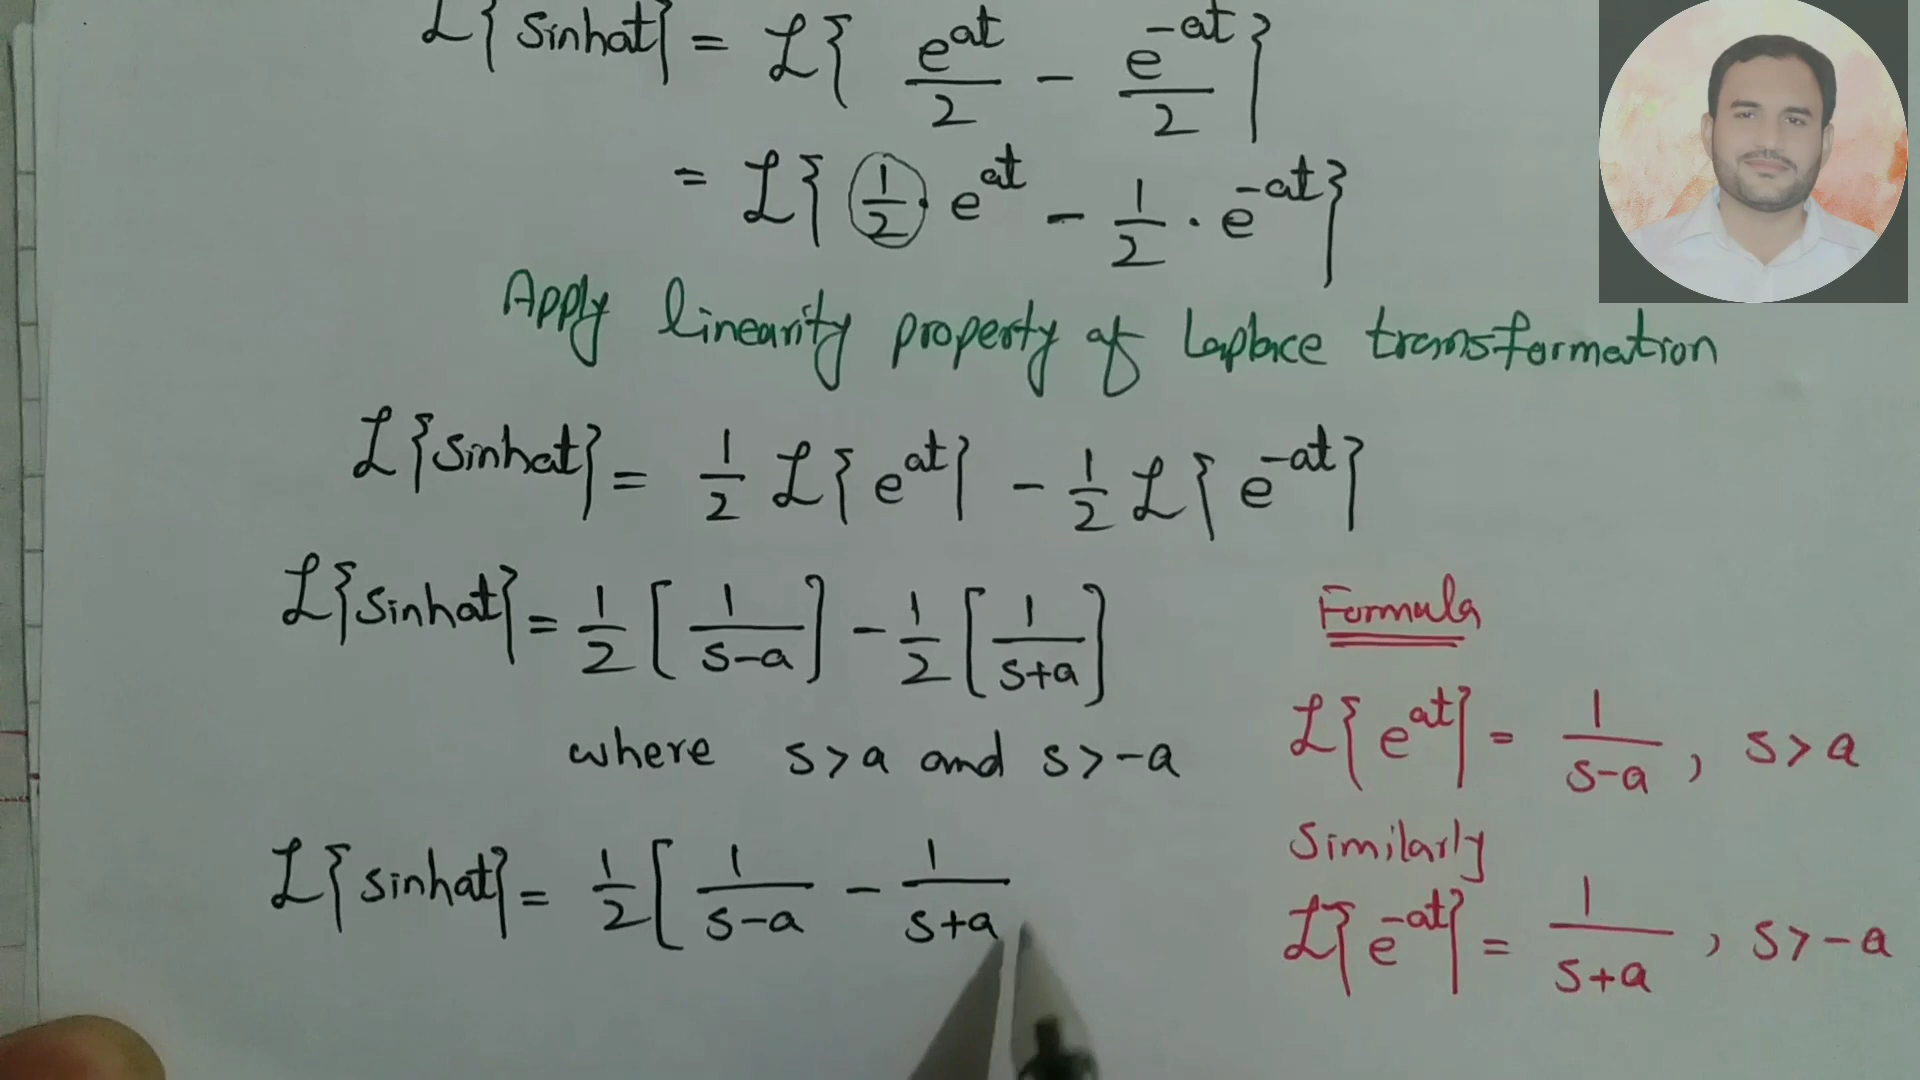 ℒ{sinhat} = ℒ{ e^{at}/2 - e^{-at}/2 }
= ℒ{ (1/2)· e^{at} - 1/2 · e^{-at} }
Apply linearity property of Laplace transformation
ℒ{sinhat} = 1/2 ℒ{ e^{at} } - 1/2 ℒ{ e^{-at} }
ℒ{sinhat} = 1/2 [ 1/(s-a) ] - 1/2 [ 1/(s+a) ]
where s>a and s>-a
ℒ{sinhat} = 1/2 [ 1/(s-a) - 1/(s+a)
Formula
ℒ{e^{at}} = 1/(s-a) , s>a
Similarly
ℒ{e^{-at}} = 1/(s+a) , s>-a